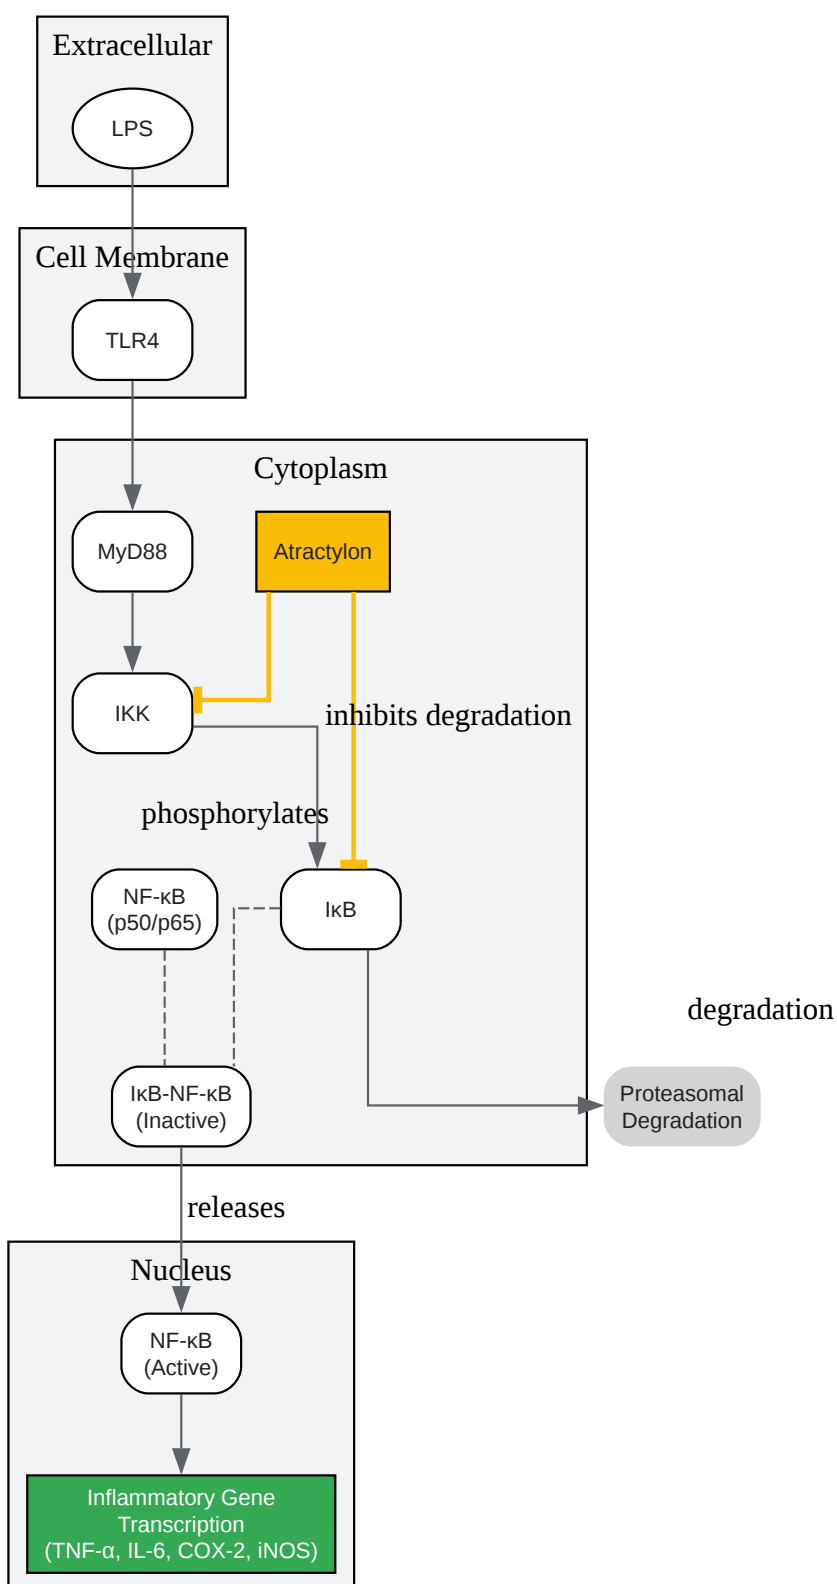 Extracellular
LPS
Cell Membrane
TLR4
Cytoplasm
MyD88
Atractylon
IKK
inhibits degradation
phosphorylates
NF-κB
(p50/p65)
IκB
degradation
IκB-NF-κB
(Inactive)
Proteasomal
Degradation
releases
Nucleus
NF-κB
(Active)
Inflammatory Gene
Transcription
(TNF-α, IL-6, COX-2, iNOS)